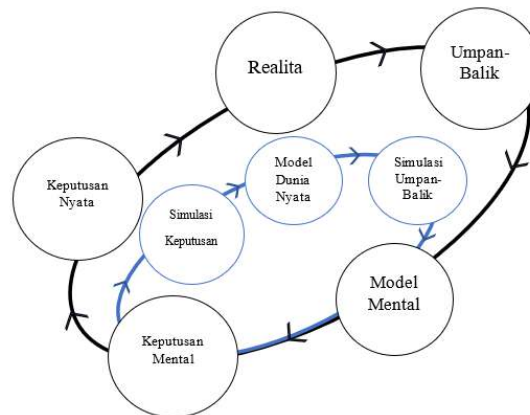 Realita
Umpan-
Balik
Keputusan
Nyata
Model
Dunia
Nyata
Simulasi
Umpan-
Balik
Simulasi
Keputusan
Model
Mental
Keputusan
Mental